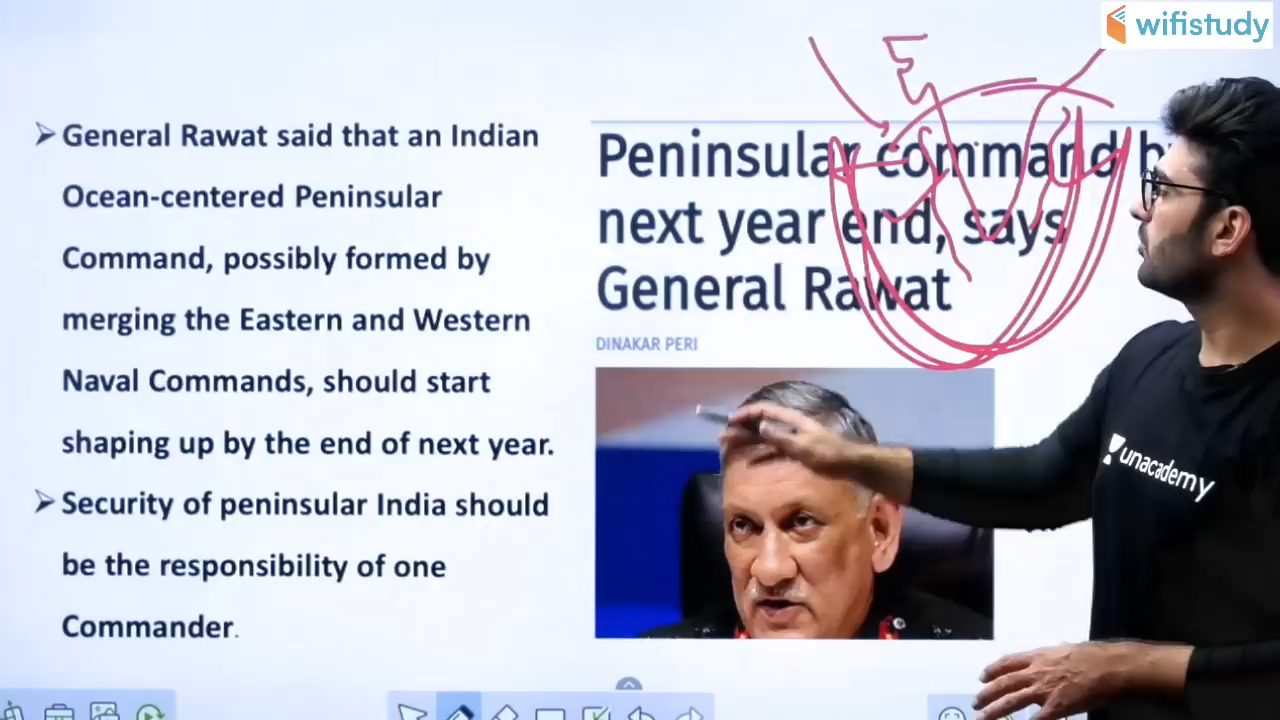 wifistudy
➢ General Rawat said that an Indian
Ocean-centered Peninsular
Command, possibly formed by
merging the Eastern and Western
Naval Commands, should start
shaping up by the end of next year.
➢ Security of peninsular India should
be the responsibility of one
Commander.
Peninsular command
next year end, says
General Rawat
DINAKAR PERI
unacademy